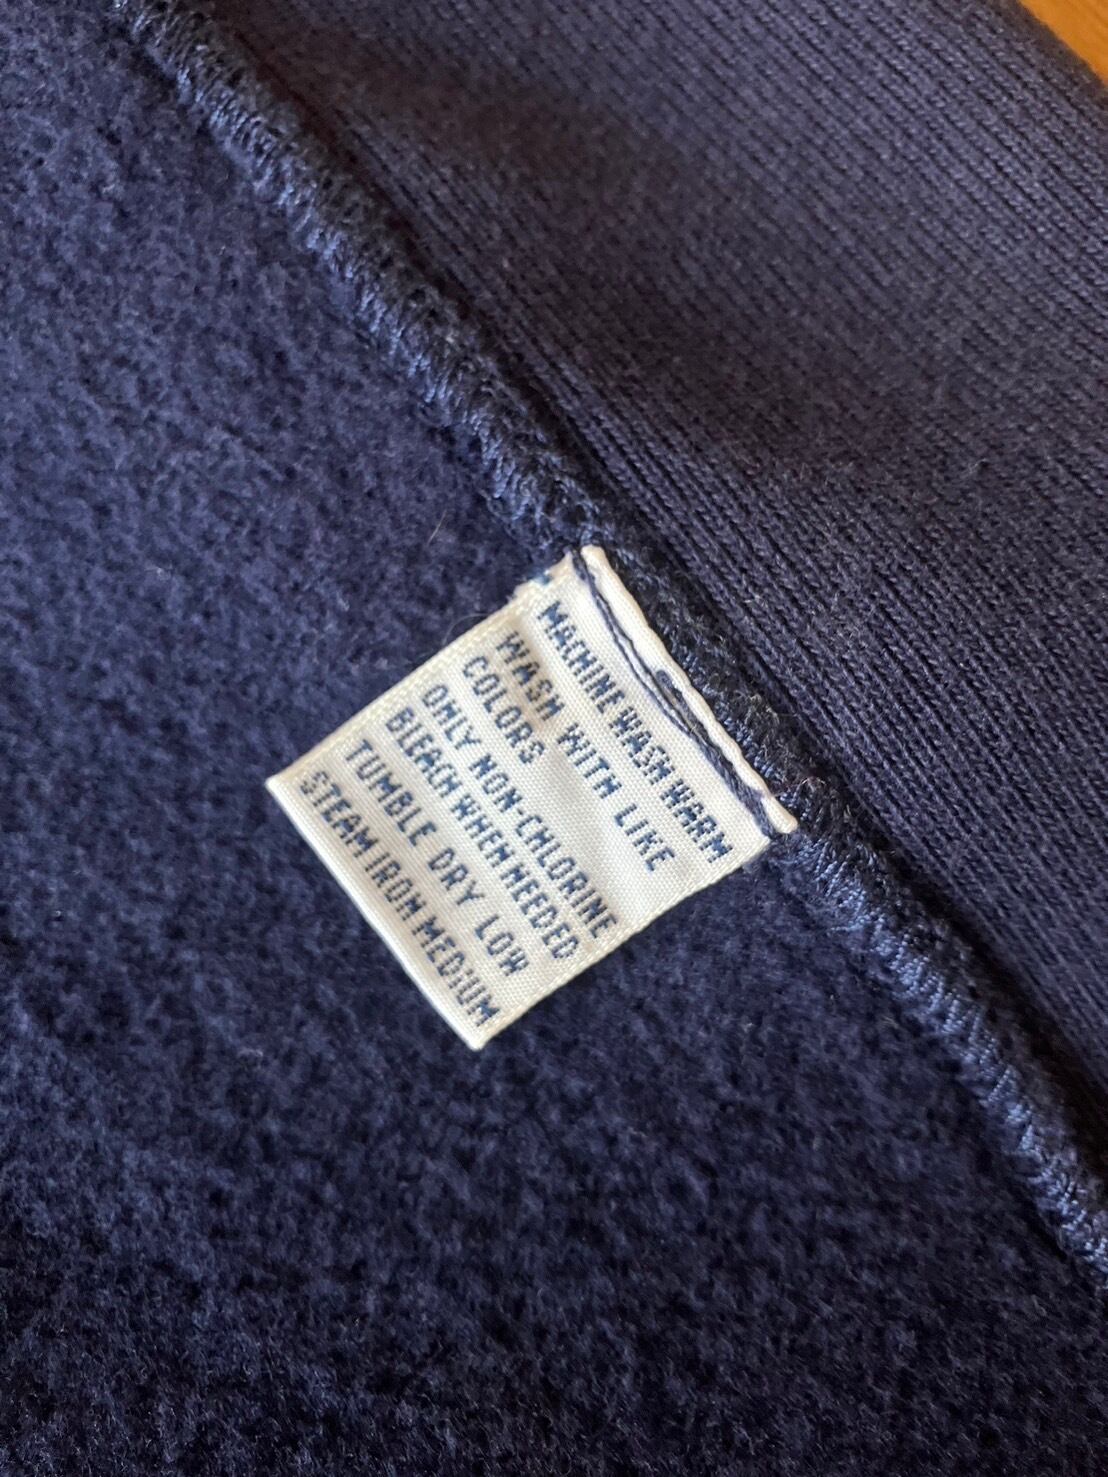 MACHINE WASH WARM
WASH WITH LIKE
COLORS
ONLY NON-CHLORINE
BLEACH WHEN NEEDED
TUMBLE DRY LOW
STEAM IRON MEDIUM